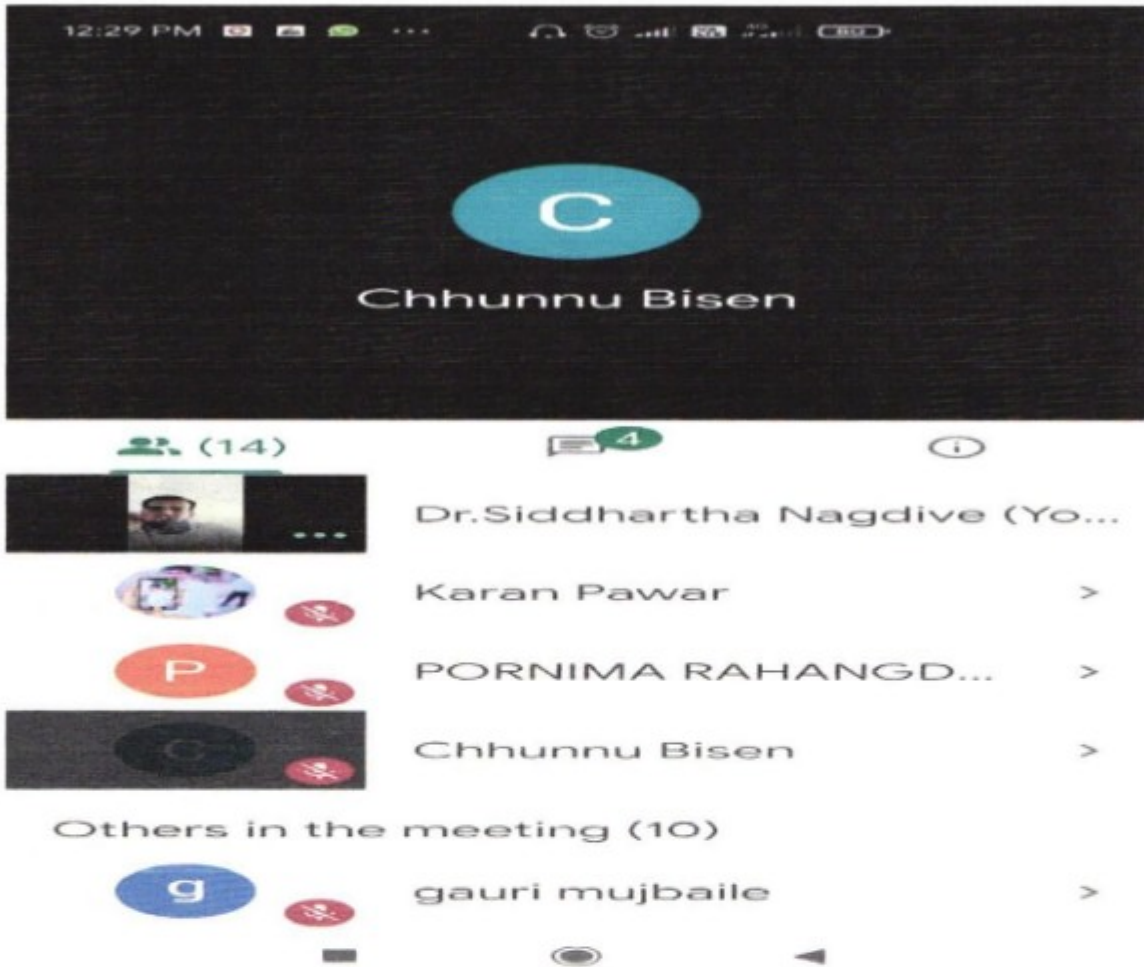 12:29 PM
C
Chhunnu Bisen
(14)
4
Dr.Siddhartha Nagdive (Yo...
Karan Pawar
P
PORNIMA RAHANGD...
C
Chhunnu Bisen
Others in the meeting (10)
g
gauri mujbaile